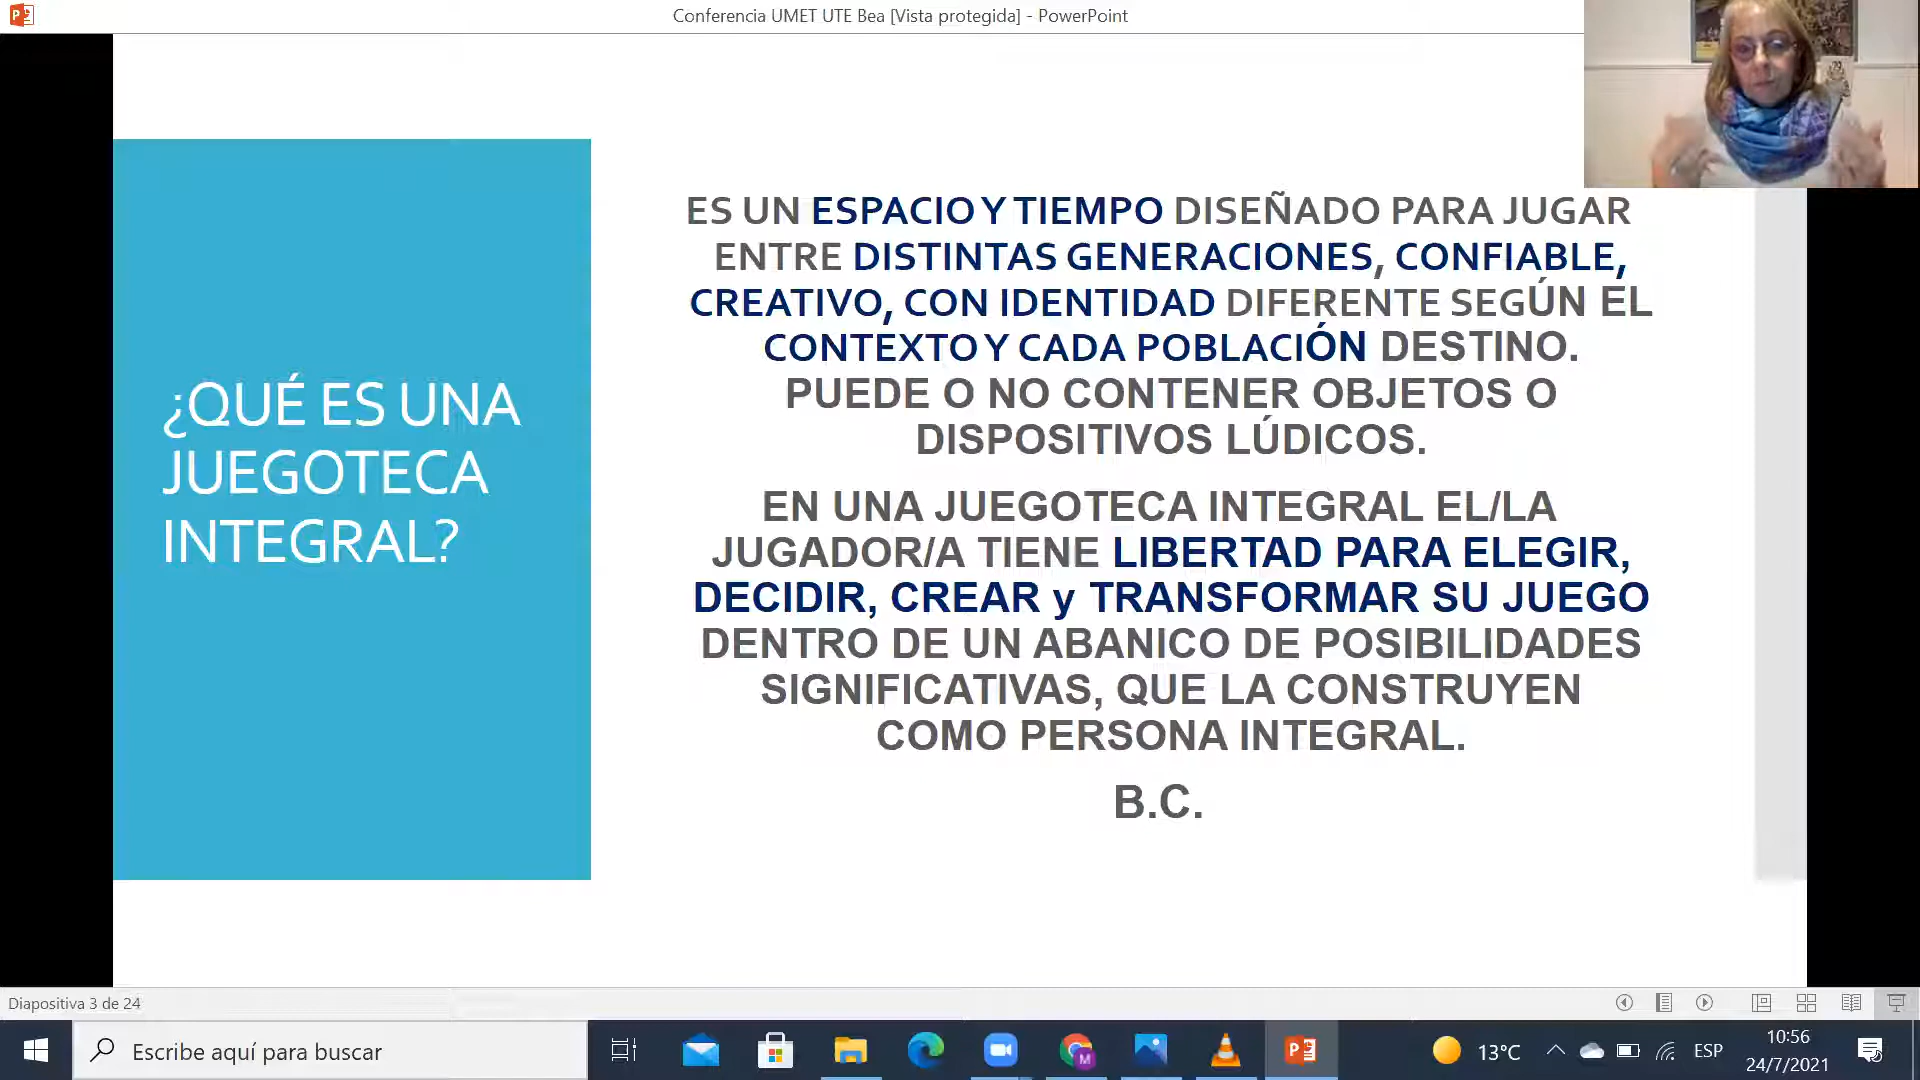 Conferencia UMET UTE Bea [Vista protegida] - PowerPoint
¿QUÉ ES UNA
JUEGOTECA
INTEGRAL?
ES UN ESPACIO Y TIEMPO DISEÑADO PARA JUGAR
ENTRE DISTINTAS GENERACIONES, CONFIABLE,
CREATIVO, CON IDENTIDAD DIFERENTE SEGÚN EL
CONTEXTO Y CADA POBLACIÓN DESTINO.
PUEDE O NO CONTENER OBJETOS O
DISPOSITIVOS LÚDICOS.
EN UNA JUEGOTECA INTEGRAL EL/LA
JUGADOR/A TIENE LIBERTAD PARA ELEGIR,
DECIDIR, CREAR y TRANSFORMAR SU JUEGO
DENTRO DE UN ABANICO DE POSIBILIDADES
SIGNIFICATIVAS, QUE LA CONSTRUYEN
COMO PERSONA INTEGRAL.
B.C.
Diapositiva 3 de 24
Escribe aquí para buscar
13°C
ESP
10:56
24/7/2021